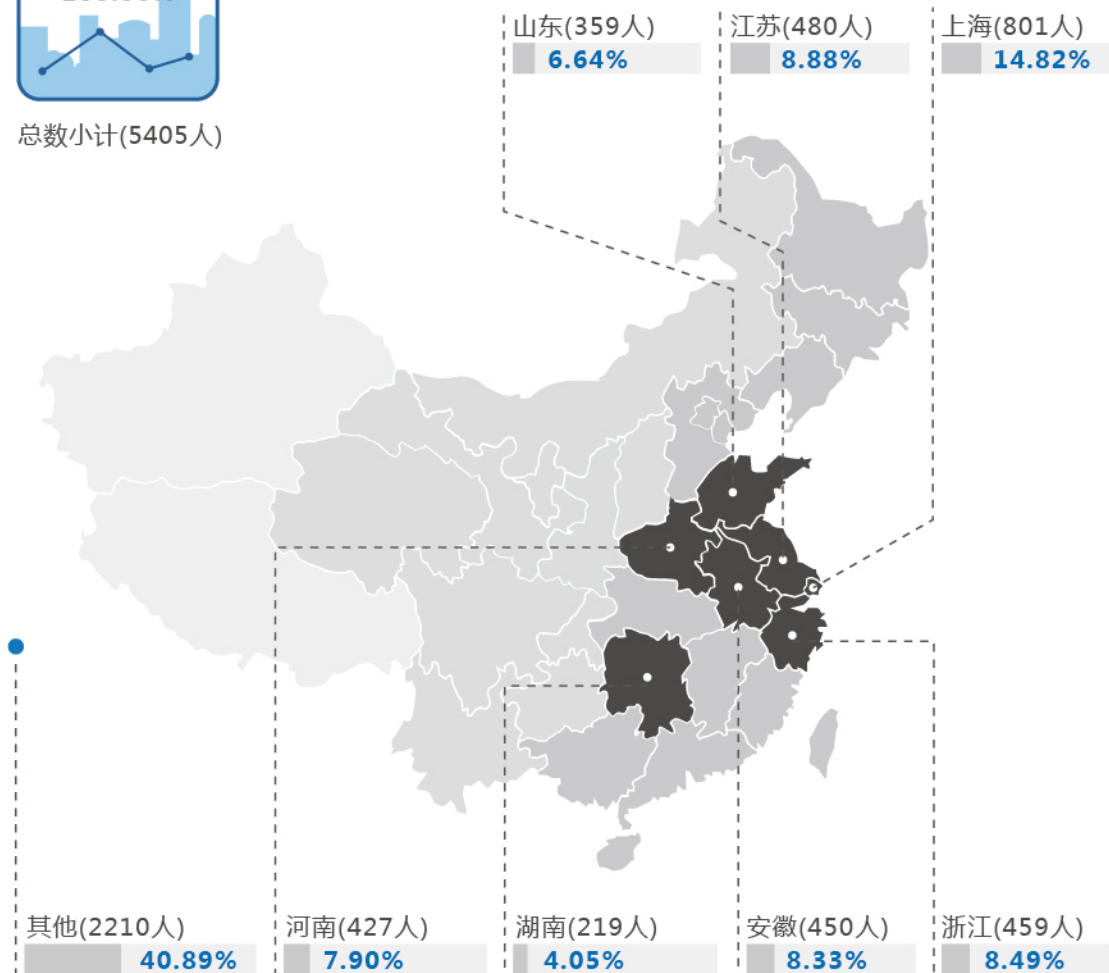 山东(359人)
6.64%
江苏(480人)
8.88%
上海(801人)
14.82%
总数小计(5405人)
其他(2210人)
40.89%
河南(427人)
7.90%
湖南(219人)
4.05%
安徽(450人)
8.33%
浙江(459人)
8.49%